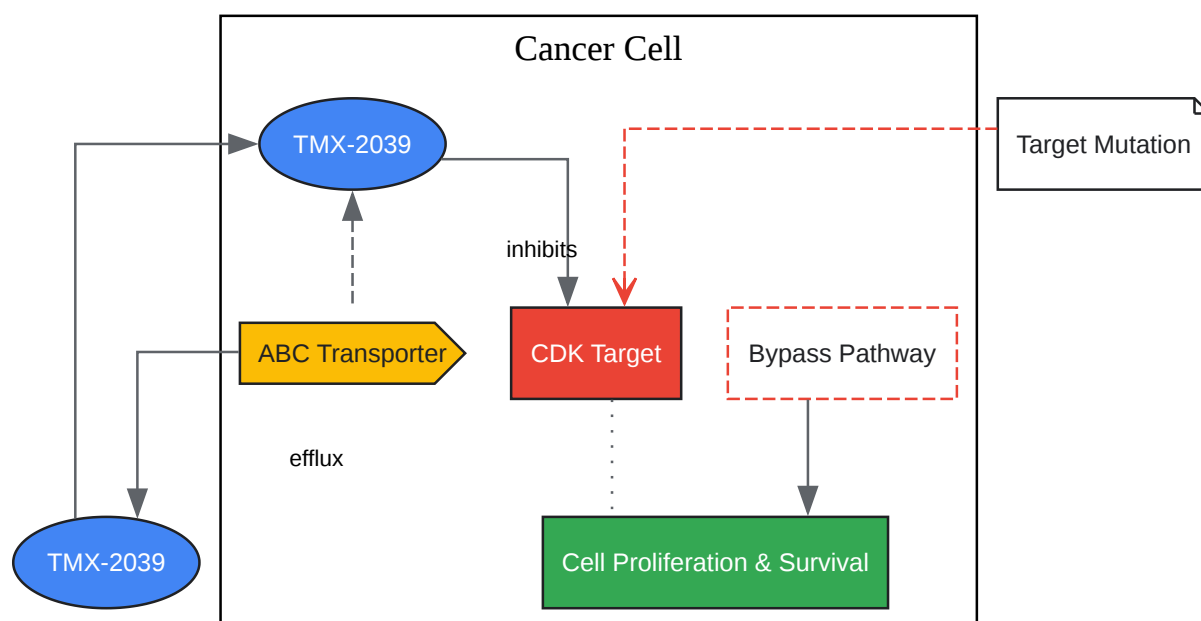 Cancer Cell
TMX-2039
Target Mutation
inhibits
ABC Transporter
CDK Target
Bypass Pathway
efflux
TMX-2039
Cell Proliferation & Survival